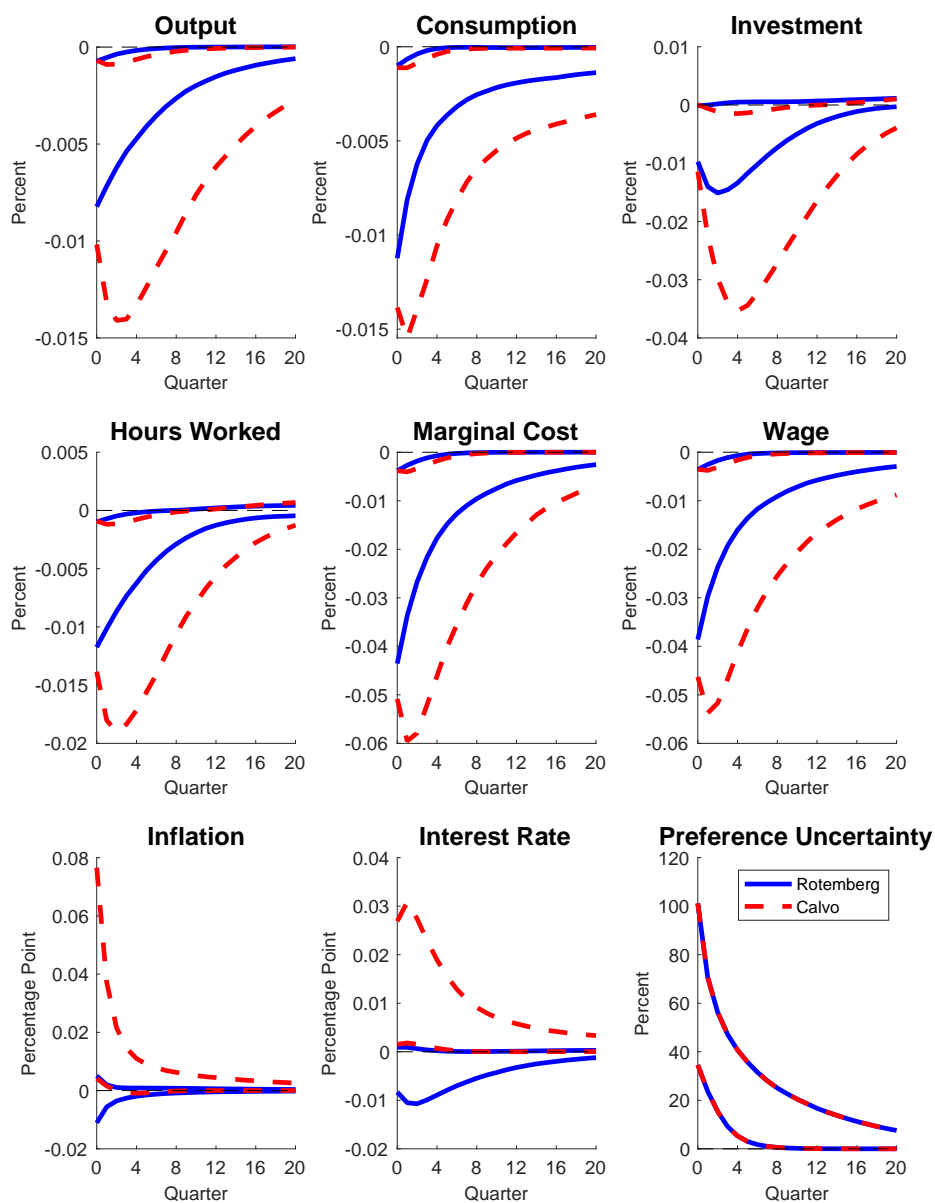 Output
0
-0.005
-0.01
-0.015
Percent
0 4 8 12 16 20
Quarter
Consumption
0
-0.005
-0.01
-0.015
Percent
0 4 8 12 16 20
Quarter
Investment
0.01
0
-0.01
-0.02
-0.03
-0.04
Percent
0 4 8 12 16 20
Quarter
Hours Worked
0.005
0
-0.005
-0.01
-0.015
-0.02
Percent
0 4 8 12 16 20
Quarter
Marginal Cost
0
-0.01
-0.02
-0.03
-0.04
-0.05
-0.06
Percent
0 4 8 12 16 20
Quarter
Wage
0
-0.01
-0.02
-0.03
-0.04
-0.05
-0.06
Percent
0 4 8 12 16 20
Quarter
Inflation
0.08
0.06
0.04
0.02
0
-0.02
Percentage Point
0 4 8 12 16 20
Quarter
Interest Rate
0.04
0.03
0.02
0.01
0
-0.01
-0.02
Percentage Point
0 4 8 12 16 20
Quarter
Preference Uncertainty
120
100
80
60
40
20
0
Percent
Rotemberg
Calvo
0 4 8 12 16 20
Quarter